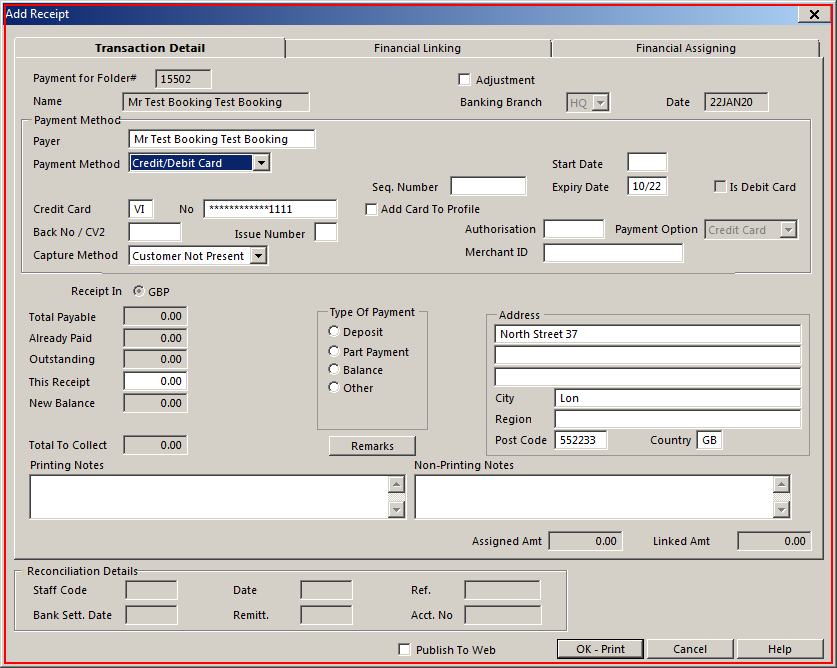 Add Receipt
Transaction Detail Financial Linking Financial Assigning
Payment for Folder# 15502 Adjustment
Name Mr Test Booking Test Booking Banking Branch HQ Date 22JAN20
Payment Method
Payer Mr Test Booking Test Booking
Payment Method Credit/Debit Card Start Date
Seq. Number Expiry Date 10/22 Is Debit Card
Credit Card VI No ************1111 Add Card To Profile
Back No / CV2 Issue Number Authorisation Payment Option Credit Card
Capture Method Customer Not Present Merchant ID
Receipt In GBP
Total Payable 0.00 Type Of Payment Address
Already Paid 0.00 Deposit North Street 37
Outstanding 0.00 Part Payment
This Receipt 0.00 Balance
New Balance 0.00 Other City Lon
Region
Total To Collect 0.00 Remarks Post Code 552233 Country GB
Printing Notes Non-Printing Notes
Assigned Amt 0.00 Linked Amt 0.00
Reconciliation Details
Staff Code Date Ref.
Bank Sett. Date Remitt. Acct. No
Publish To Web OK - Print Cancel Help